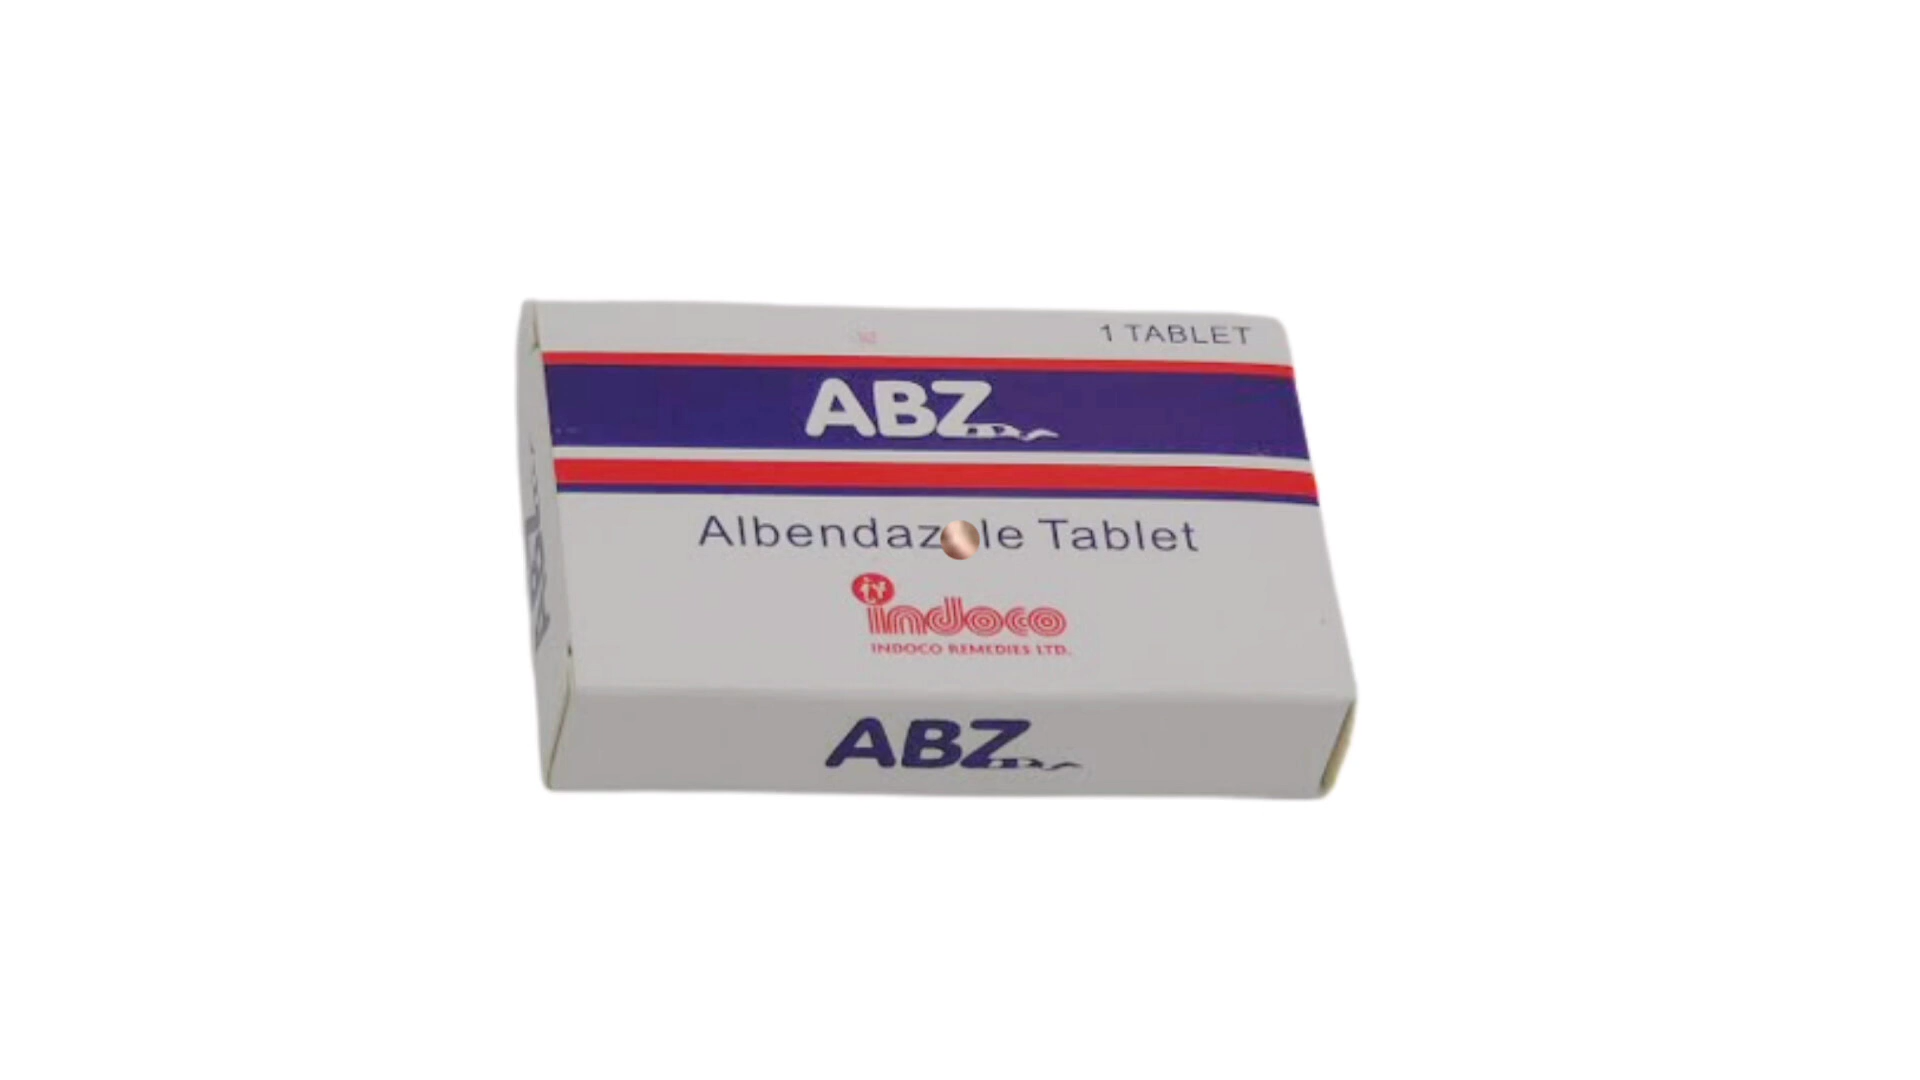 1 TABLET
ABZ
Albendaz le Tablet
indoco
INDOCO REMEDIES LTD.
ABZ